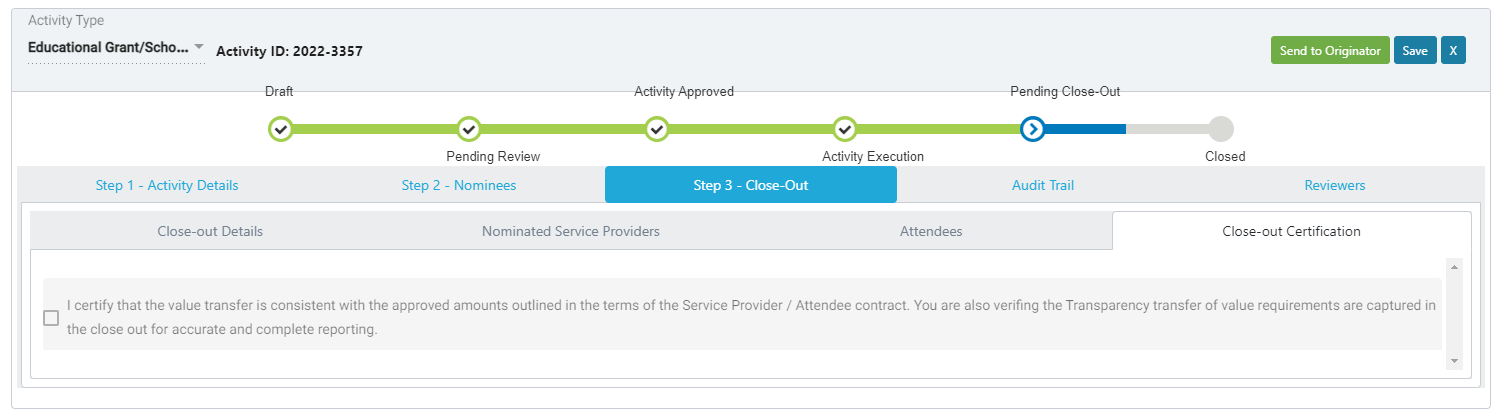 Activity Type
Educational Grant/Scho...
Activity ID: 2022-3357
Send to Originator
Save
X
Draft
Activity Approved
Pending Close-Out
Pending Review
Activity Execution
Closed
Step 1 - Activity Details
Step 2 - Nominees
Step 3 - Close-Out
Audit Trail
Reviewers
Close-out Details
Nominated Service Providers
Attendees
Close-out Certification
I certify that the value transfer is consistent with the approved amounts outlined in the terms of the Service Provider / Attendee contract. You are also verifing the Transparency transfer of value requirements are captured in
the close out for accurate and complete reporting.